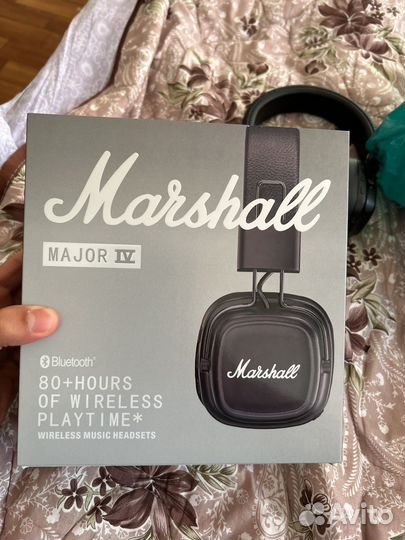 Marshall
MAJOR IV
Bluetooth
80+HOURS
OF WIRELESS
PLAYTIME*
WIRELESS MUSIC HEADSETS
Marshall
Avito